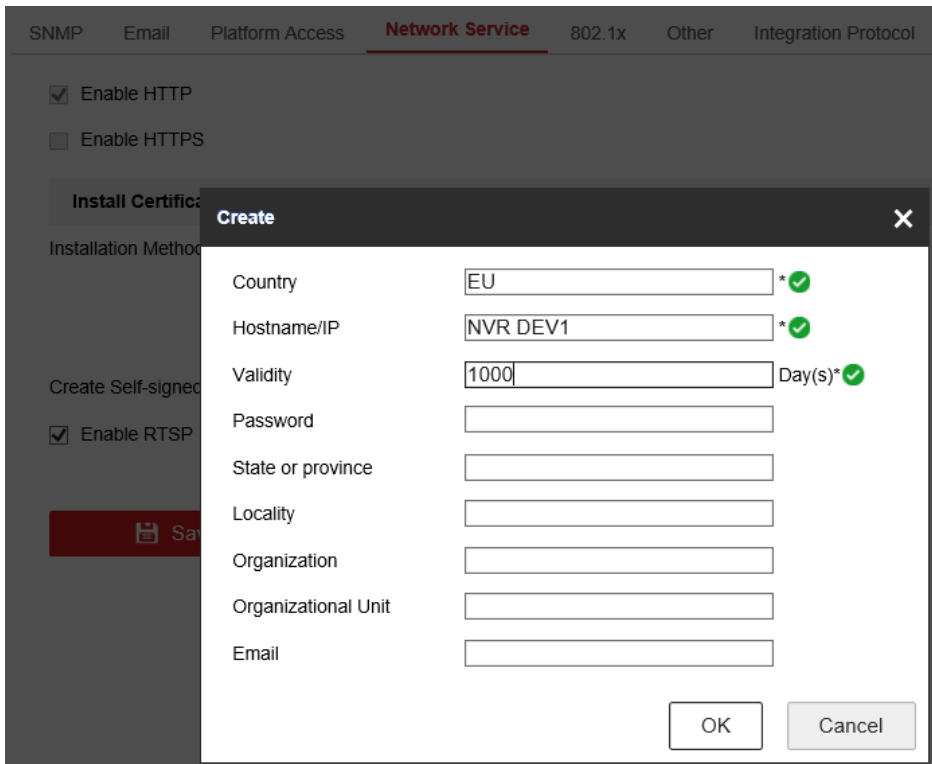 SNMP Email Platform Access Network Service 802.1x Other Integration Protocol
Enable HTTP
Enable HTTPS
Install Certifica
Create
Installation Method
Country EU *
Hostname/IP NVR DEV1 *
Validity 1000 Day(s)*
Create Self-signed
Password
Enable RTSP
State or province
Locality
Sav
Organization
Organizational Unit
Email
OK Cancel